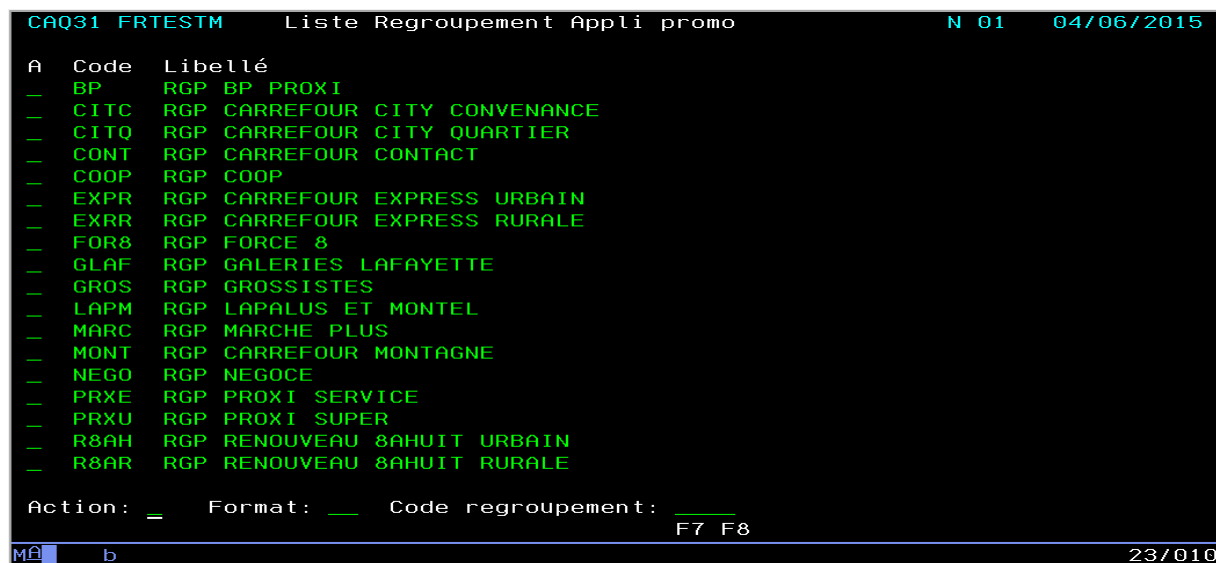 CAQ31 FRTESTM    Liste Regroupement Appli promo    N 01   04/06/2015
A  Code  Libellé
_  BP    RGP BP PROXI
_  CITC  RGP CARREFOUR CITY CONVENANCE
_  CITQ  RGP CARREFOUR CITY QUARTIER
_  CONT  RGP CARREFOUR CONTACT
_  COOP  RGP COOP
_  EXPR  RGP CARREFOUR EXPRESS URBAIN
_  EXRR  RGP CARREFOUR EXPRESS RURALE
_  FOR8  RGP FORCE 8
_  GLAF  RGP GALERIES LAFAYETTE
_  GROS  RGP GROSSISTES
_  LAPM  RGP LAPALUS ET MONTEL
_  MARC  RGP MARCHE PLUS
_  MONT  RGP CARREFOUR MONTAGNE
_  NEGO  RGP NEGOCE
_  PRXE  RGP PROXI SERVICE
_  PRXU  RGP PROXI SUPER
_  R8AH  RGP RENOUVEAU 8AHUIT URBAIN
_  R8AR  RGP RENOUVEAU 8AHUIT RURALE
Action: _   Format: __  Code regroupement: ____
F7 F8
MA    b    23/010